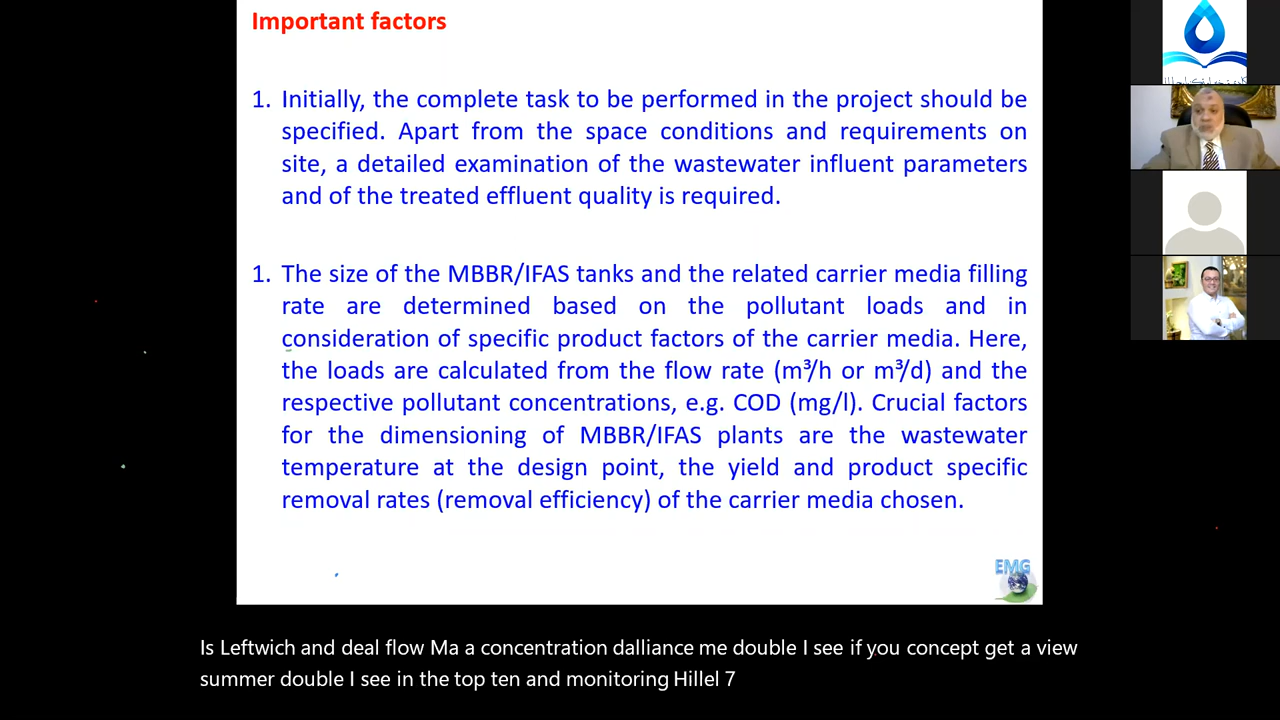 Important factors
1. Initially, the complete task to be performed in the project should be
specified. Apart from the space conditions and requirements on
site, a detailed examination of the wastewater influent parameters
and of the treated effluent quality is required.
1. The size of the MBBR/IFAS tanks and the related carrier media filling
rate are determined based on the pollutant loads and in
consideration of specific product factors of the carrier media. Here,
the loads are calculated from the flow rate (m³/h or m³/d) and the
respective pollutant concentrations, e.g. COD (mg/l). Crucial factors
for the dimensioning of MBBR/IFAS plants are the wastewater
temperature at the design point, the yield and product specific
removal rates (removal efficiency) of the carrier media chosen.
EMG
Is Leftwich and deal flow Ma a concentration dalliance me double I see if you concept get a view
summer double I see in the top ten and monitoring Hillel 7